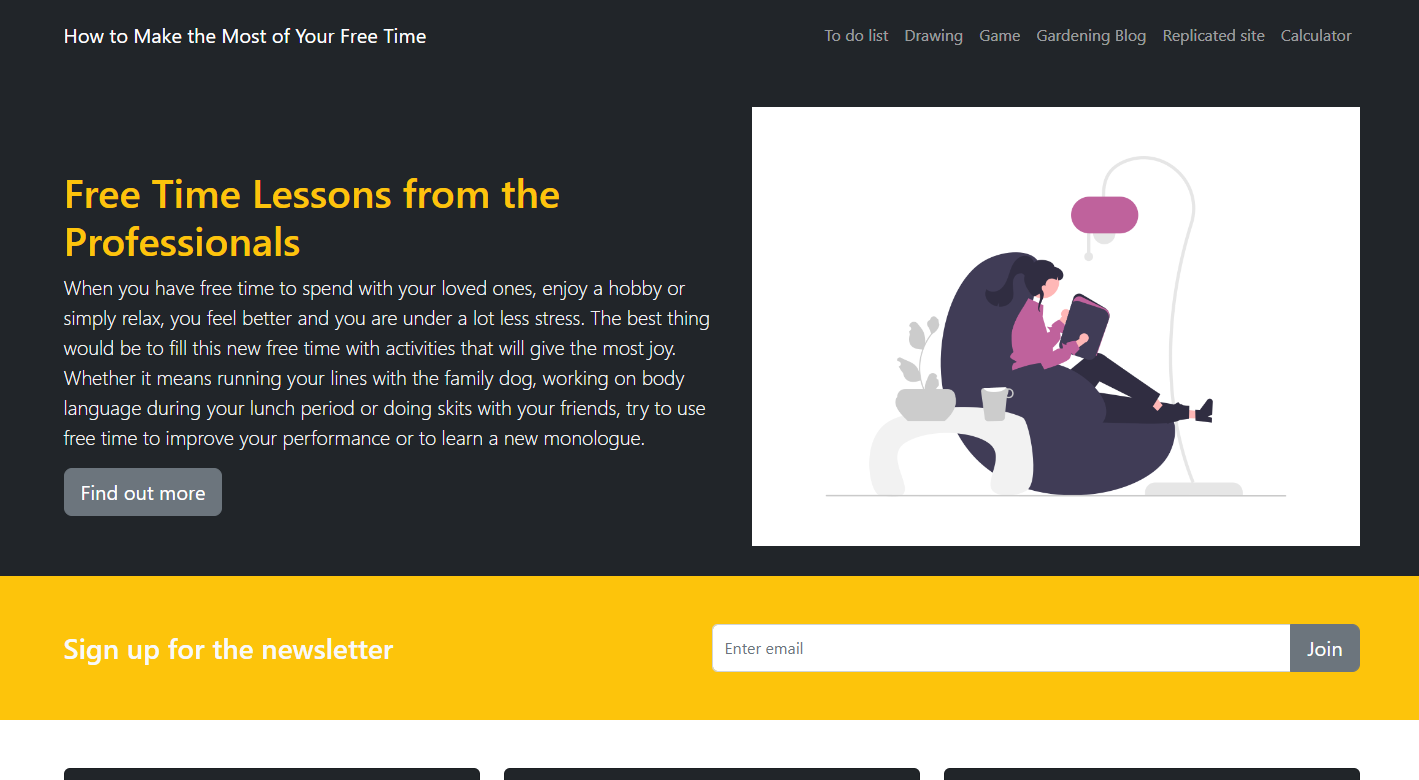 How to Make the Most of Your Free Time
To do list Drawing Game Gardening Blog Replicated site Calculator
Free Time Lessons from the
Professionals
When you have free time to spend with your loved ones, enjoy a hobby or
simply relax, you feel better and you are under a lot less stress. The best thing
would be to fill this new free time with activities that will give the most joy.
Whether it means running your lines with the family dog, working on body
language during your lunch period or doing skits with your friends, try to use
free time to improve your performance or to learn a new monologue.
Find out more
Sign up for the newsletter
Enter email
Join